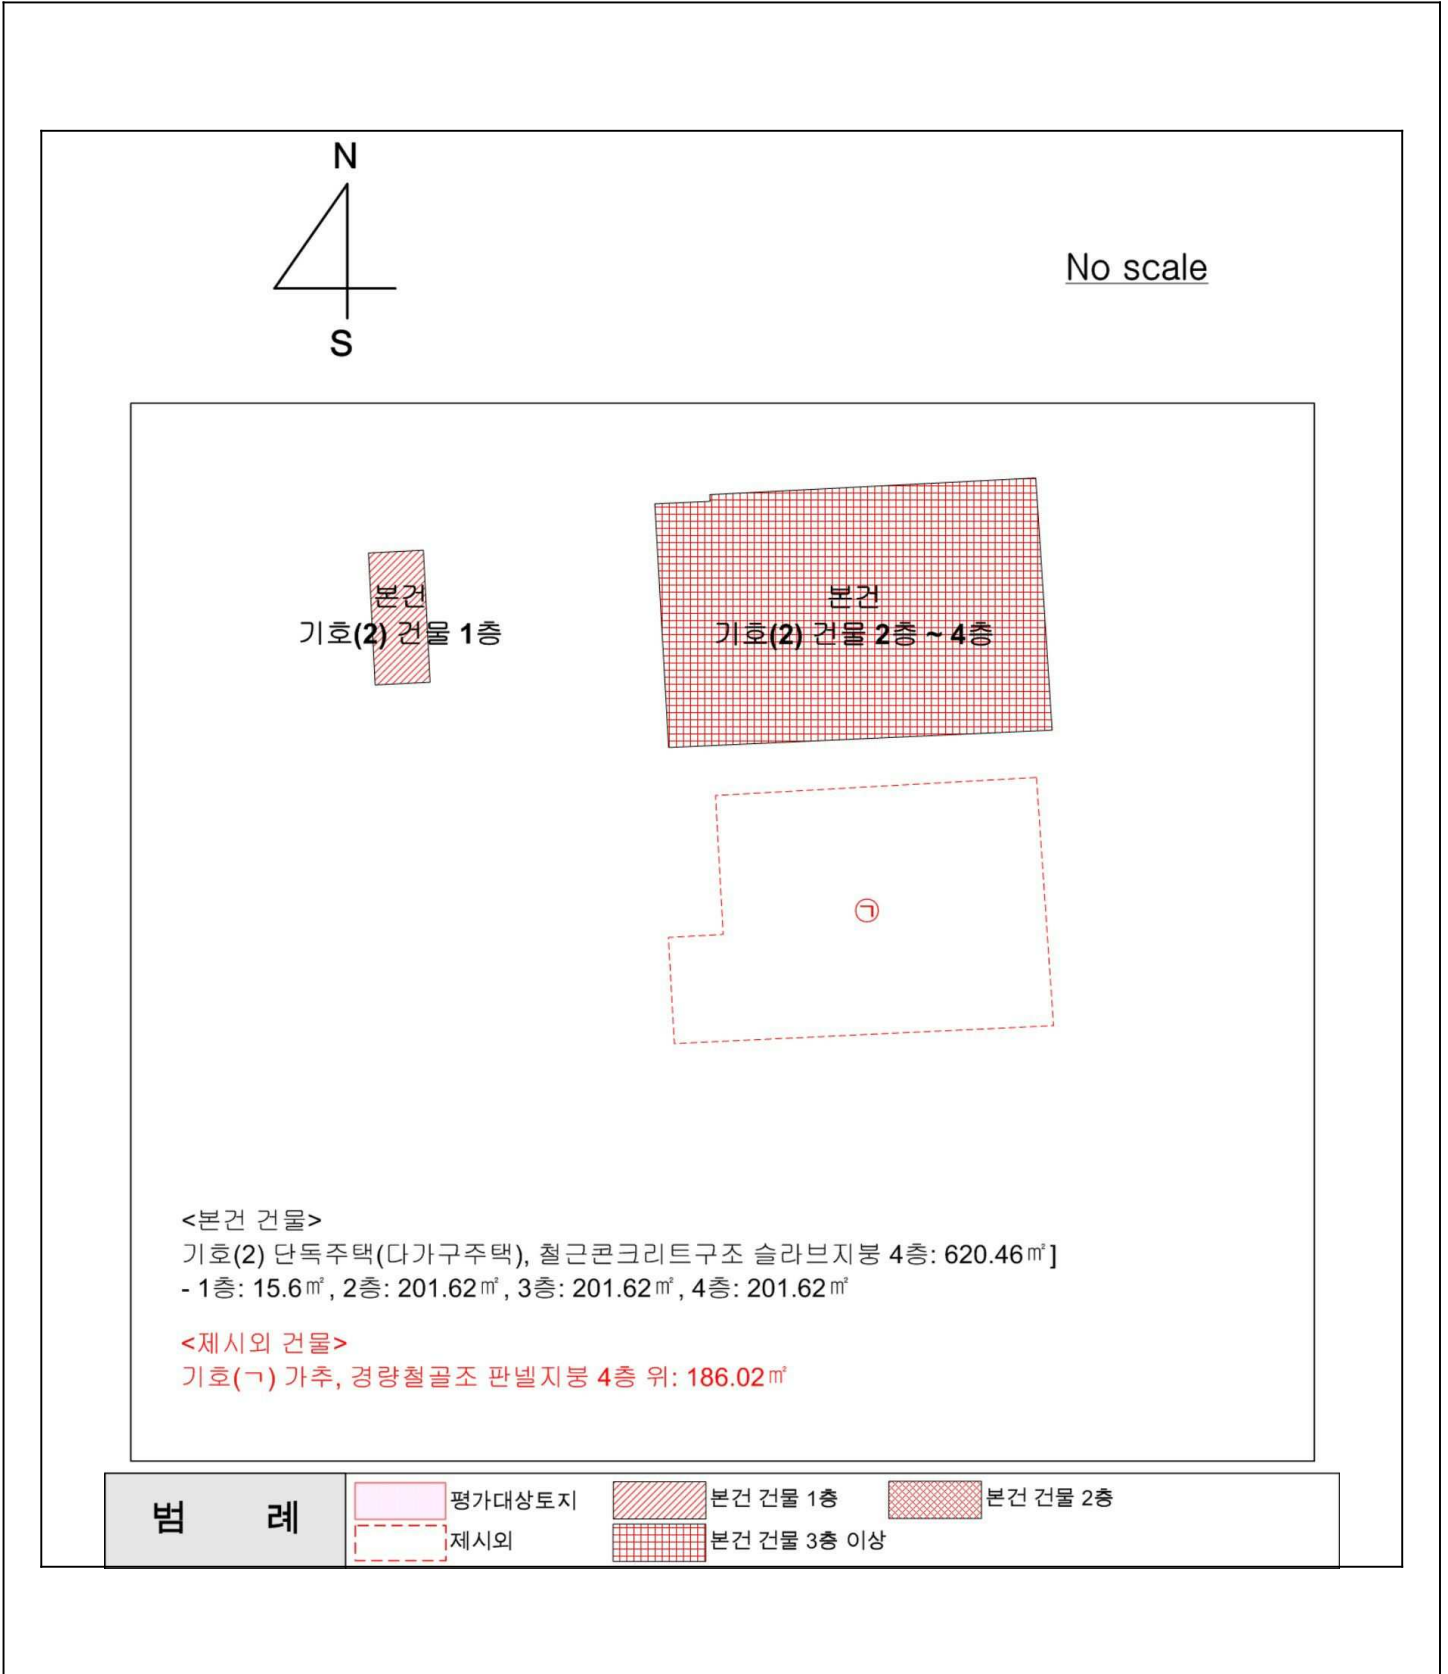 N
S
No scale
본건
기호(2) 건물 1층
본건
기호(2) 건물 2층 ~ 4층
㉠
<본건 건물>
기호(2) 단독주택(다가구주택), 철근콘크리트구조 슬라브지붕 4층: 620.46㎡]
- 1층: 15.6㎡, 2층: 201.62㎡, 3층: 201.62㎡, 4층: 201.62㎡
<제시외 건물>
기호(ㄱ) 가추, 경량철골조 판넬지붕 4층 위: 186.02㎡
범 례
평가대상토지
본건 건물 1층
본건 건물 2층
제시외
본건 건물 3층 이상